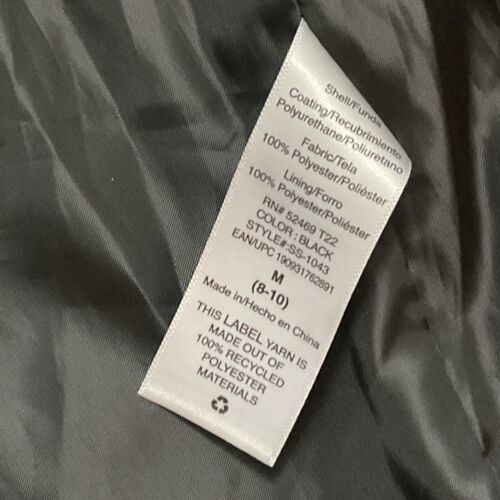 Shell/Funda
Coating/Recubrimiento
Polyurethane/Poliuretano
Fabric/Tela
100% Polyester/Poliéster
Lining/Forro
100% Polyester/Poliéster
RN# 52469 T22
COLOR : BLACK
STYLE#-SS-1043
EAN/UPC 190931762891
M
(8-10)
Made in/Hecho en China
THIS LABEL YARN IS
MADE OUT OF
100% RECYCLED
POLYESTER
MATERIALS